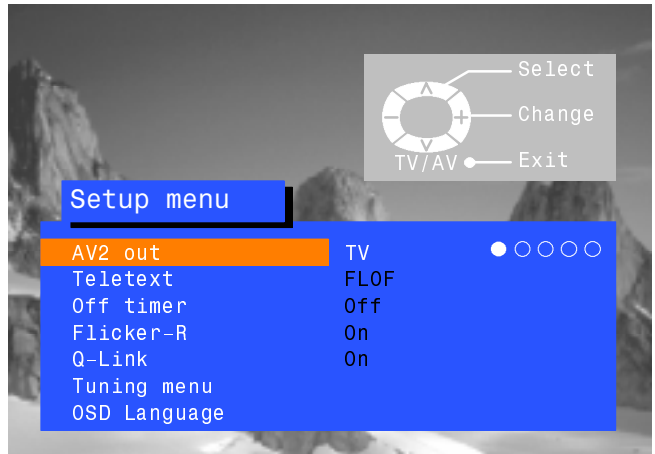 Select
Change
TV/AV Exit
Setup menu
AV2 out TV
Teletext FLOF
Off timer Off
Flicker-R On
Q-Link On
Tuning menu
OSD Language